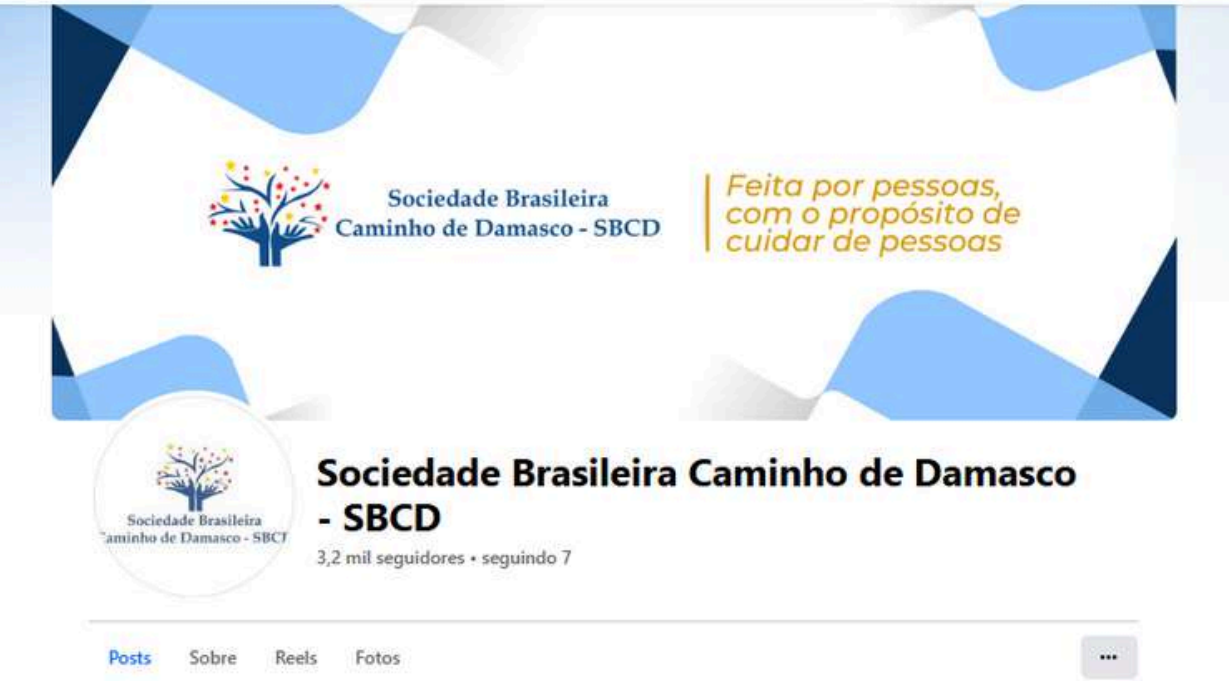 Sociedade Brasileira
Caminho de Damasco - SBCD
Feita por pessoas,
com o propósito de
cuidar de pessoas
Sociedade Brasileira
Caminho de Damasco - SBCD
Sociedade Brasileira Caminho de Damasco
- SBCD
3,2 mil seguidores • seguindo 7
Posts Sobre Reels Fotos